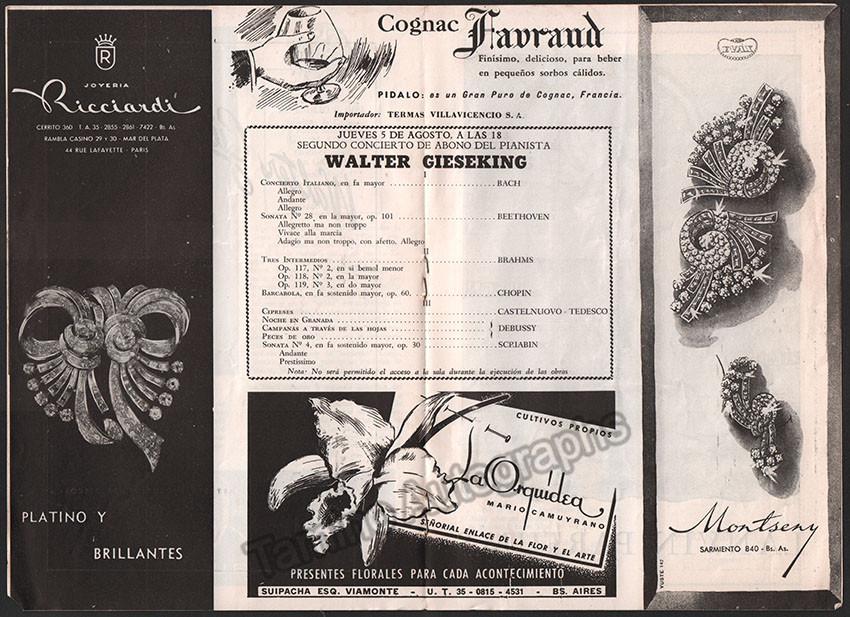 R
JOYERIA
Ricciardi
CERRITO 360 T. A. 35 - 2855 - 2861 - 7422 - Bs. As.
RAMBLA CASINO 29 Y 30 - MAR DEL PLATA
44 RUE LAFAYETTE - PARIS
PLATINO Y
BRILLANTES
Cognac Favraud
Finísimo, delicioso, para beber
en pequeños sorbos cálidos.
PIDALO: es un Gran Puro de Cognac, Francia.
Importador: TERMAS VILLAVICENCIO S. A.
JUEVES 5 DE AGOSTO, A LAS 18
SEGUNDO CONCIERTO DE ABONO DEL PIANISTA
WALTER GIESEKING
I
Concierto Italiano, en fa mayor BACH
Allegro
Andante
Allegro
Sonata Nº 28, en la mayor, op. 101 BEETHOVEN
Allegretto ma non troppo
Vivace alla marcia
Adagio ma non troppo, con afetto, Allegro
II
Tres Intermedios BRAHMS
Op. 117, Nº 2, en si bemol menor
Op. 118, Nº 2, en la mayor
Op. 119, Nº 3, en do mayor
Barcarola, en fa sostenido mayor, op. 60. CHOPIN
III
Cipreses CASTELNUOVO - TEDESCO
Noche en Granada
Campanas a través de las hojas DEBUSSY
Peces de oro
Sonata Nº 4, en fa sostenido mayor, op. 30 SCRIABIN
Andante
Prestissimo
Nota: No será permitido el acceso a la sala durante la ejecución de las obras
CULTIVOS PROPIOS
La Orquídea
MARIO CAMUYRANO
SEÑORIAL ENLACE DE LA FLOR Y EL ARTE
PRESENTES FLORALES PARA CADA ACONTECIMIENTO
SUIPACHA ESQ. VIAMONTE - U. T. 35 - 0815 - 4531 - BS. AIRES
Tamino Autographs
Montseny
SARMIENTO 840 - Bs. As.
YUSTE 142